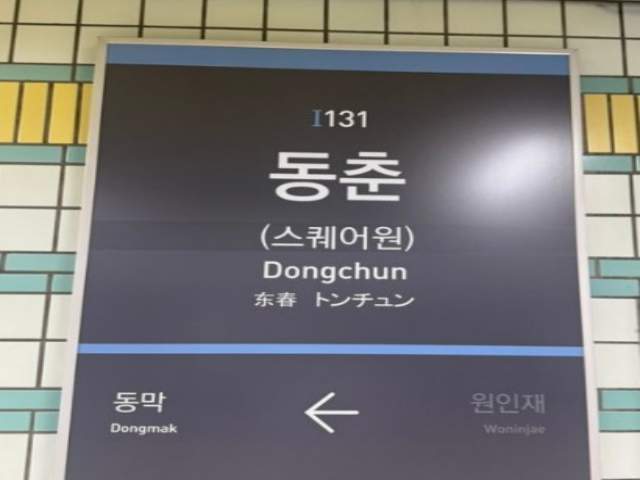 I131
동춘
(스퀘어원)
Dongchun
东春 トンチュン
동막 ← 원인재
Dongmak Woninjae